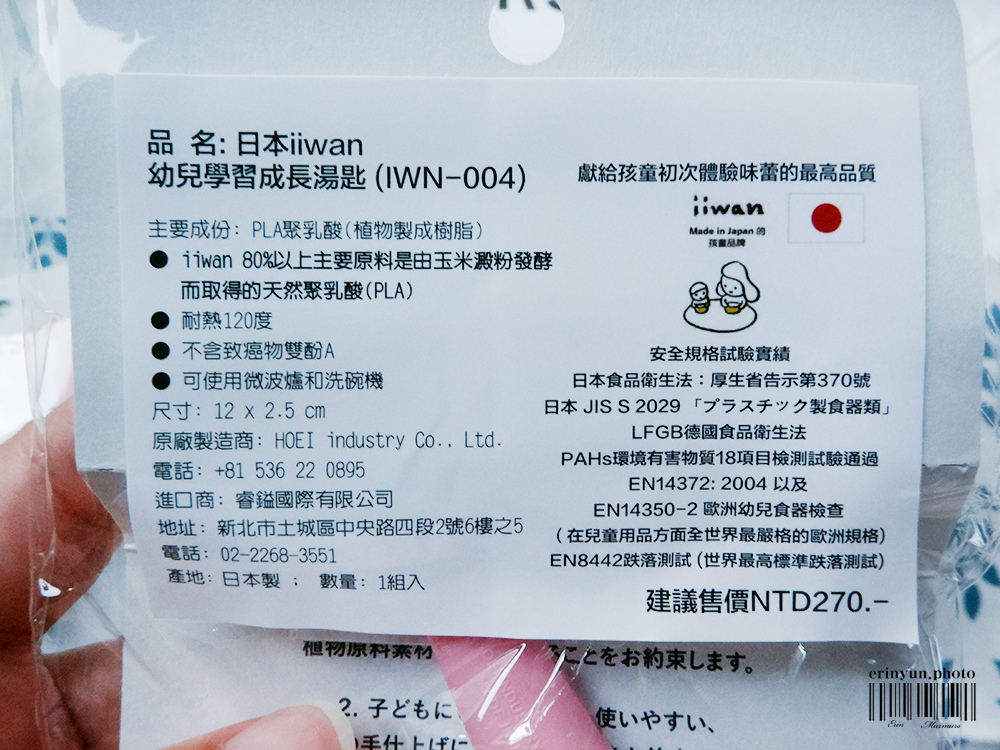 品 名: 日本iiwan
幼兒學習成長湯匙 (IWN-004)
主要成份: PLA聚乳酸(植物製成樹脂)
● iiwan 80%以上主要原料是由玉米澱粉發酵
而取得的天然聚乳酸(PLA)
● 耐熱120度
● 不含致癌物雙酚A
● 可使用微波爐和洗碗機
尺寸: 12 x 2.5 cm
原廠製造商: HOEI industry Co., Ltd.
電話: +81 536 22 0895
進口商: 睿鎰國際有限公司
地址: 新北市土城區中央路四段2號6樓之5
電話: 02-2268-3551
產地: 日本製 ; 數量: 1組入
獻給孩童初次體驗味蕾的最高品質
iiwan
Made in Japan 的
孩童品牌
安全規格試驗實績
日本食品衛生法：厚生省告示第370號
日本 JIS S 2029 「プラスチック製食器類」
LFGB德國食品衛生法
PAHs環境有害物質18項目檢測試驗通過
EN14372: 2004 以及
EN14350-2 歐洲幼兒食器檢查
(在兒童用品方面全世界最嚴格的歐洲規格)
EN8442跌落測試 (世界最高標準跌落測試)
建議售價NTD270.-
植物原料素材
ることをお約束します。
2. 子どもに
使いやすい、
手仕上げに
erinyun.photo
Erin Murmurs